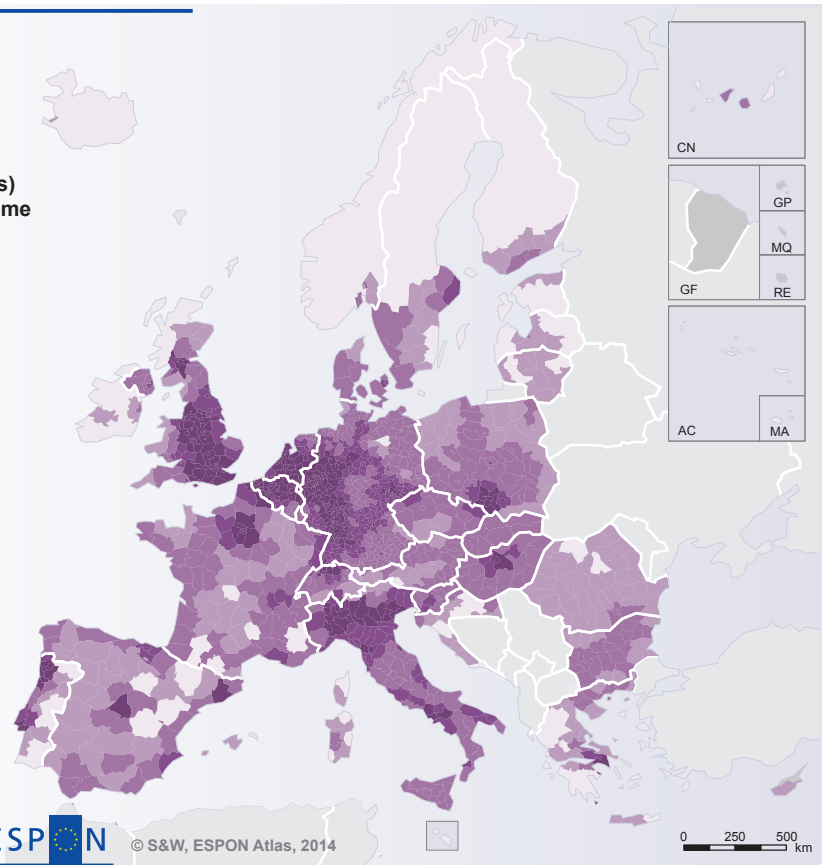 s)
me
CN
GP
MQ
GF
RE
AC
MA
ESPON
© S&W, ESPON Atlas, 2014
0 250 500
km